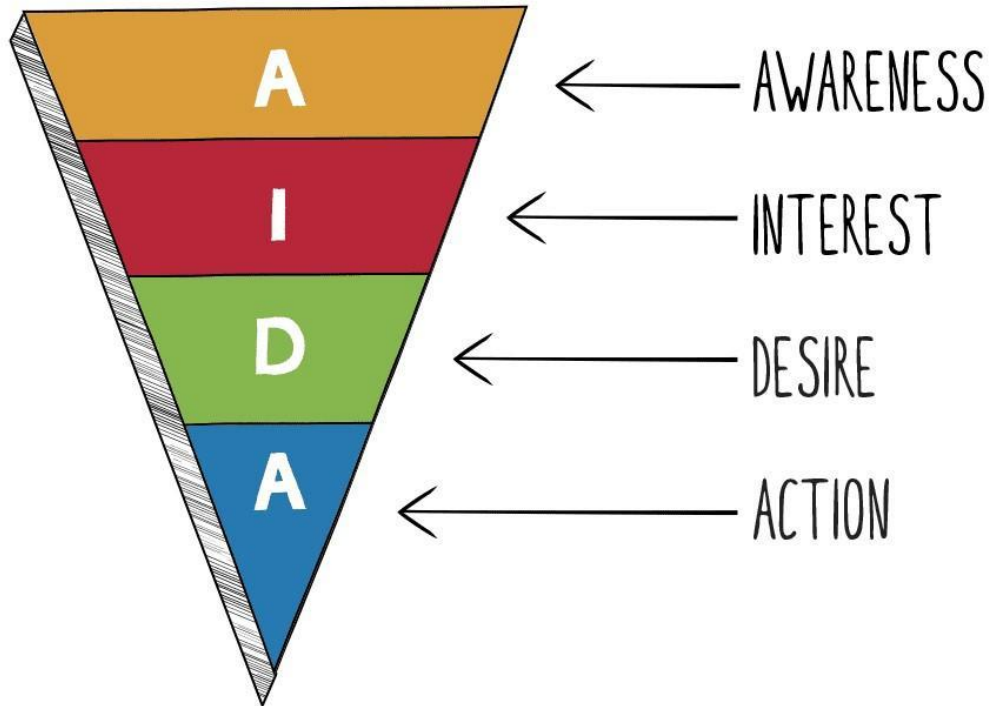 A
AWARENESS
I
INTEREST
D
DESIRE
A
ACTION